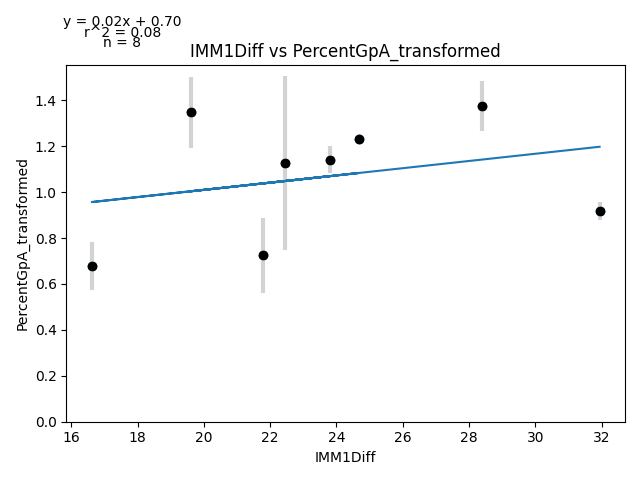 y = 0.02x + 0.70
r^2 = 0.08
n = 8
IMM1Diff vs PercentGpA_transformed
PercentGpA_transformed
1.4
1.2
1.0
0.8
0.6
0.4
0.2
0.0
16 18 20 22 24 26 28 30 32
IMM1Diff